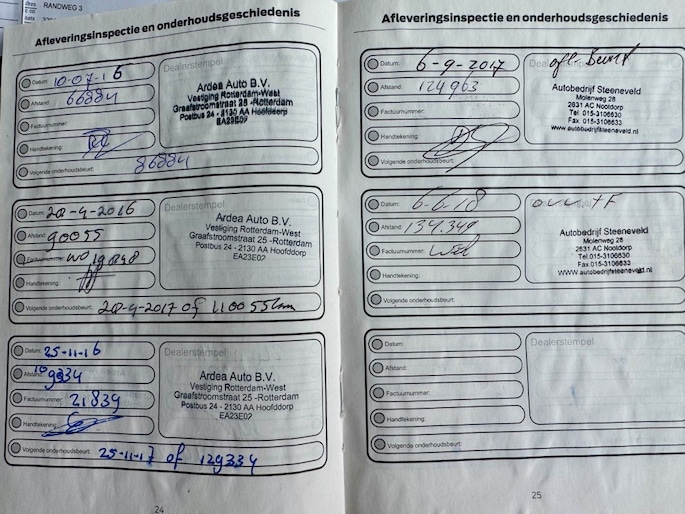 RANDWEG 3
Afleveringsinspectie en onderhoudsgeschiedenis
Datum: 10-07-16
Afstand: 66884
Factuurnummer:
Handtekening:
Volgende onderhoudsbeurt: 86884
Dealerstempel
Ardea Auto B.V.
Vestiging Rotterdam-West
Graafstroomstraat 25 -Rotterdam
Postbus 24 - 2130 AA Hoofddorp
EA23E02
Datum: 20-4-2016
Afstand: 90055
Factuurnummer: WO190848
Handtekening:
Volgende onderhoudsbeurt: 20-4-2017 of 110055km
Dealerstempel
Ardea Auto B.V.
Vestiging Rotterdam-West
Graafstroomstraat 25 -Rotterdam
Postbus 24 - 2130 AA Hoofddorp
EA23E02
Datum: 25-11-16
Afstand: 109334
Factuurnummer: 21839
Handtekening:
Volgende onderhoudsbeurt: 25-11-17 of 129334
Dealerstempel
Ardea Auto B.V.
Vestiging Rotterdam-West
Graafstroomstraat 25 -Rotterdam
Postbus 24 - 2130 AA Hoofddorp
EA23E02
24
Afleveringsinspectie en onderhoudsgeschiedenis
Datum: 6-9-2017
Afstand: 124963
Factuurnummer:
Handtekening:
Volgende onderhoudsbeurt:
Dealerstempel
Autobedrijf Steeneveld
Molenweg 28
2631 AC Nootdorp
Tel. 015-3106630
Fax. 015-3106633
www.autobedrijfsteeneveld.nl
Datum: 6-6-18
Afstand: 134.349
Factuurnummer:
Handtekening:
Volgende onderhoudsbeurt:
Autobedrijf Steeneveld
Molenweg 28
2631 AC Nootdorp
Tel.015-3106630
Fax.015-3106633
www.autobedrijfsteeneveld.nl
Datum:
Afstand:
Factuurnummer:
Handtekening:
Volgende onderhoudsbeurt:
Dealerstempel
25